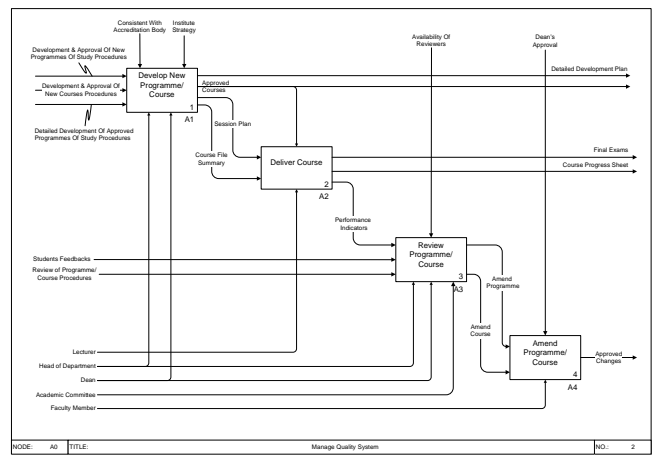 Consistent With
Accreditation Body
Institute
Strategy
Availability Of
Reviewers
Dean's
Approval
Development & Approval Of New
Programmes Of Study Procedures
Development & Approval Of
New Courses Procedures
Detailed Development Of Approved
Programmes Of Study Procedures
Develop New
Programme/
Course
1
A1
Detailed Development Plan
Approved
Courses
Session Plan
Course File
Summary
Deliver Course
2
A2
Final Exams
Course Progress Sheet
Performance
Indicators
Students Feedbacks
Review of Programme/
Course Procedures
Review
Programme/
Course
3
A3
Amend
Programme
Amend
Course
Amend
Programme/
Course
4
A4
Approved
Changes
Lecturer
Head of Department
Dean
Academic Committee
Faculty Member
NODE: A0 TITLE: Manage Quality System NO.: 2